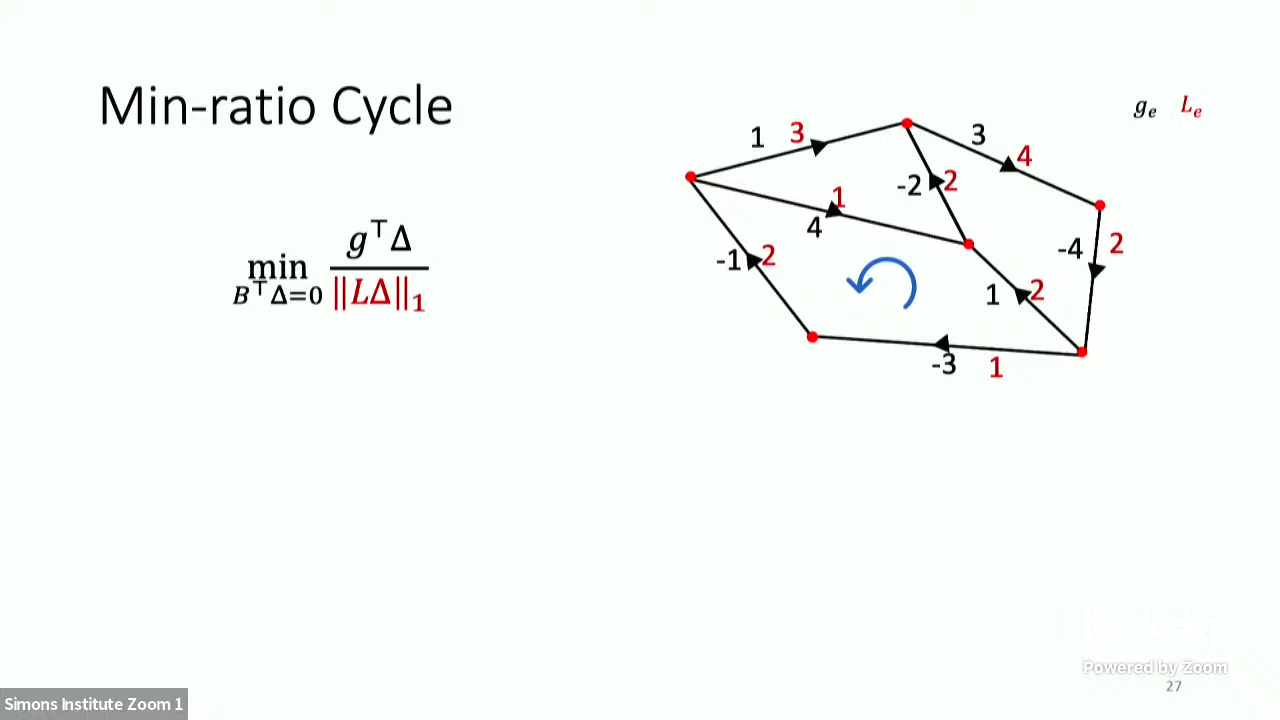 Min-ratio Cycle
g_e L_e
1 3
3
4
-2 2
1
4
-1 2
-4 2
1 2
-3 1
min_{B^⊤Δ=0} g^⊤Δ / ||LΔ||_1
Powered by Zoom
27
Simons Institute Zoom 1